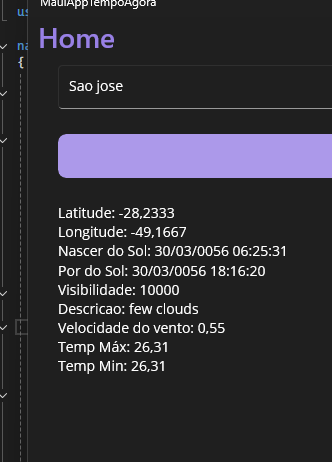 MauiAppTempoAgora
us
Home
na
{
Sao jose
Latitude: -28,2333
Longitude: -49,1667
Nascer do Sol: 30/03/0056 06:25:31
Por do Sol: 30/03/0056 18:16:20
Visibilidade: 10000
Descricao: few clouds
Velocidade do vento: 0,55
Temp Máx: 26,31
Temp Min: 26,31